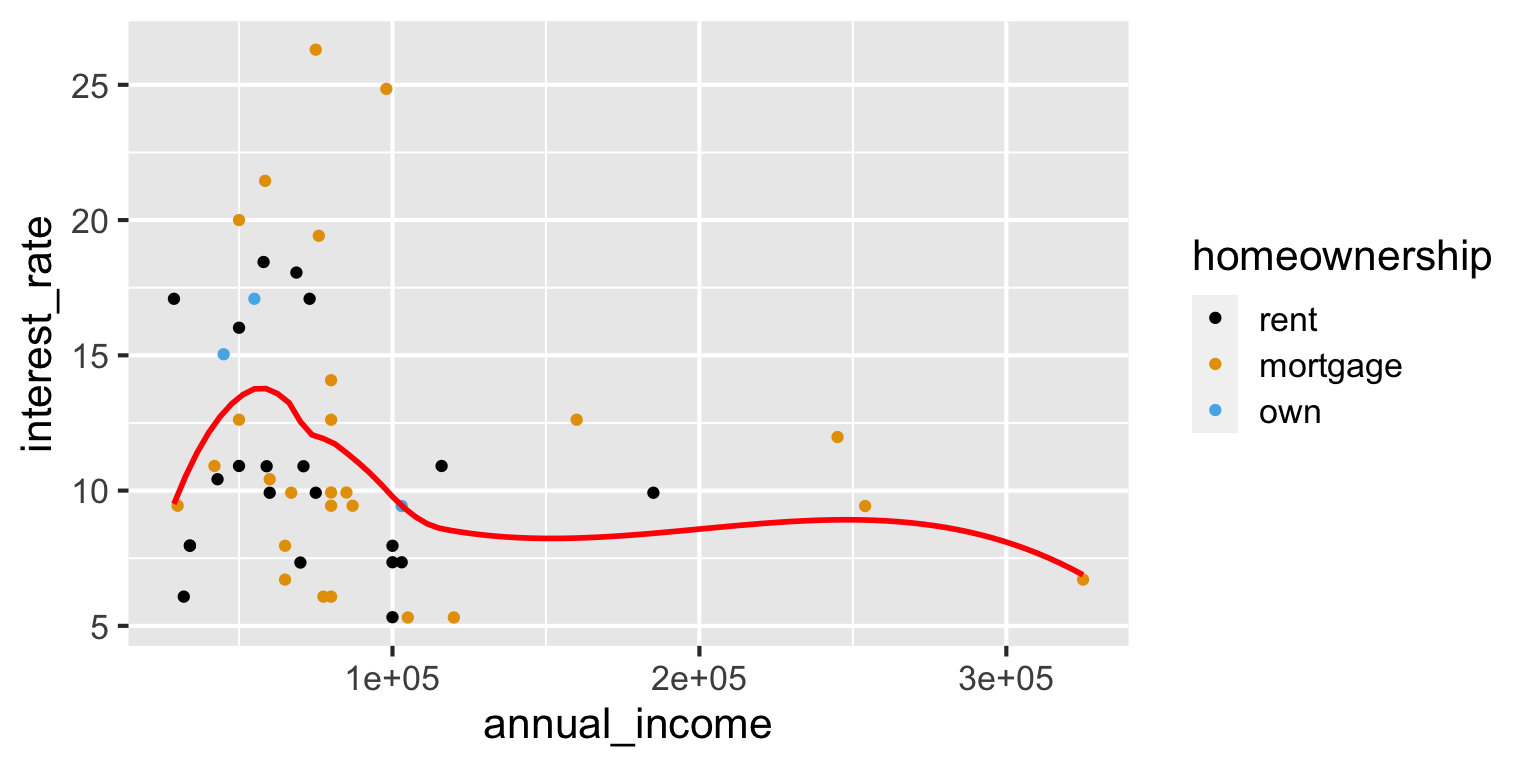 25
20
15
10
5
interest_rate
1e+05
2e+05
3e+05
annual_income
homeownership
rent
mortgage
own